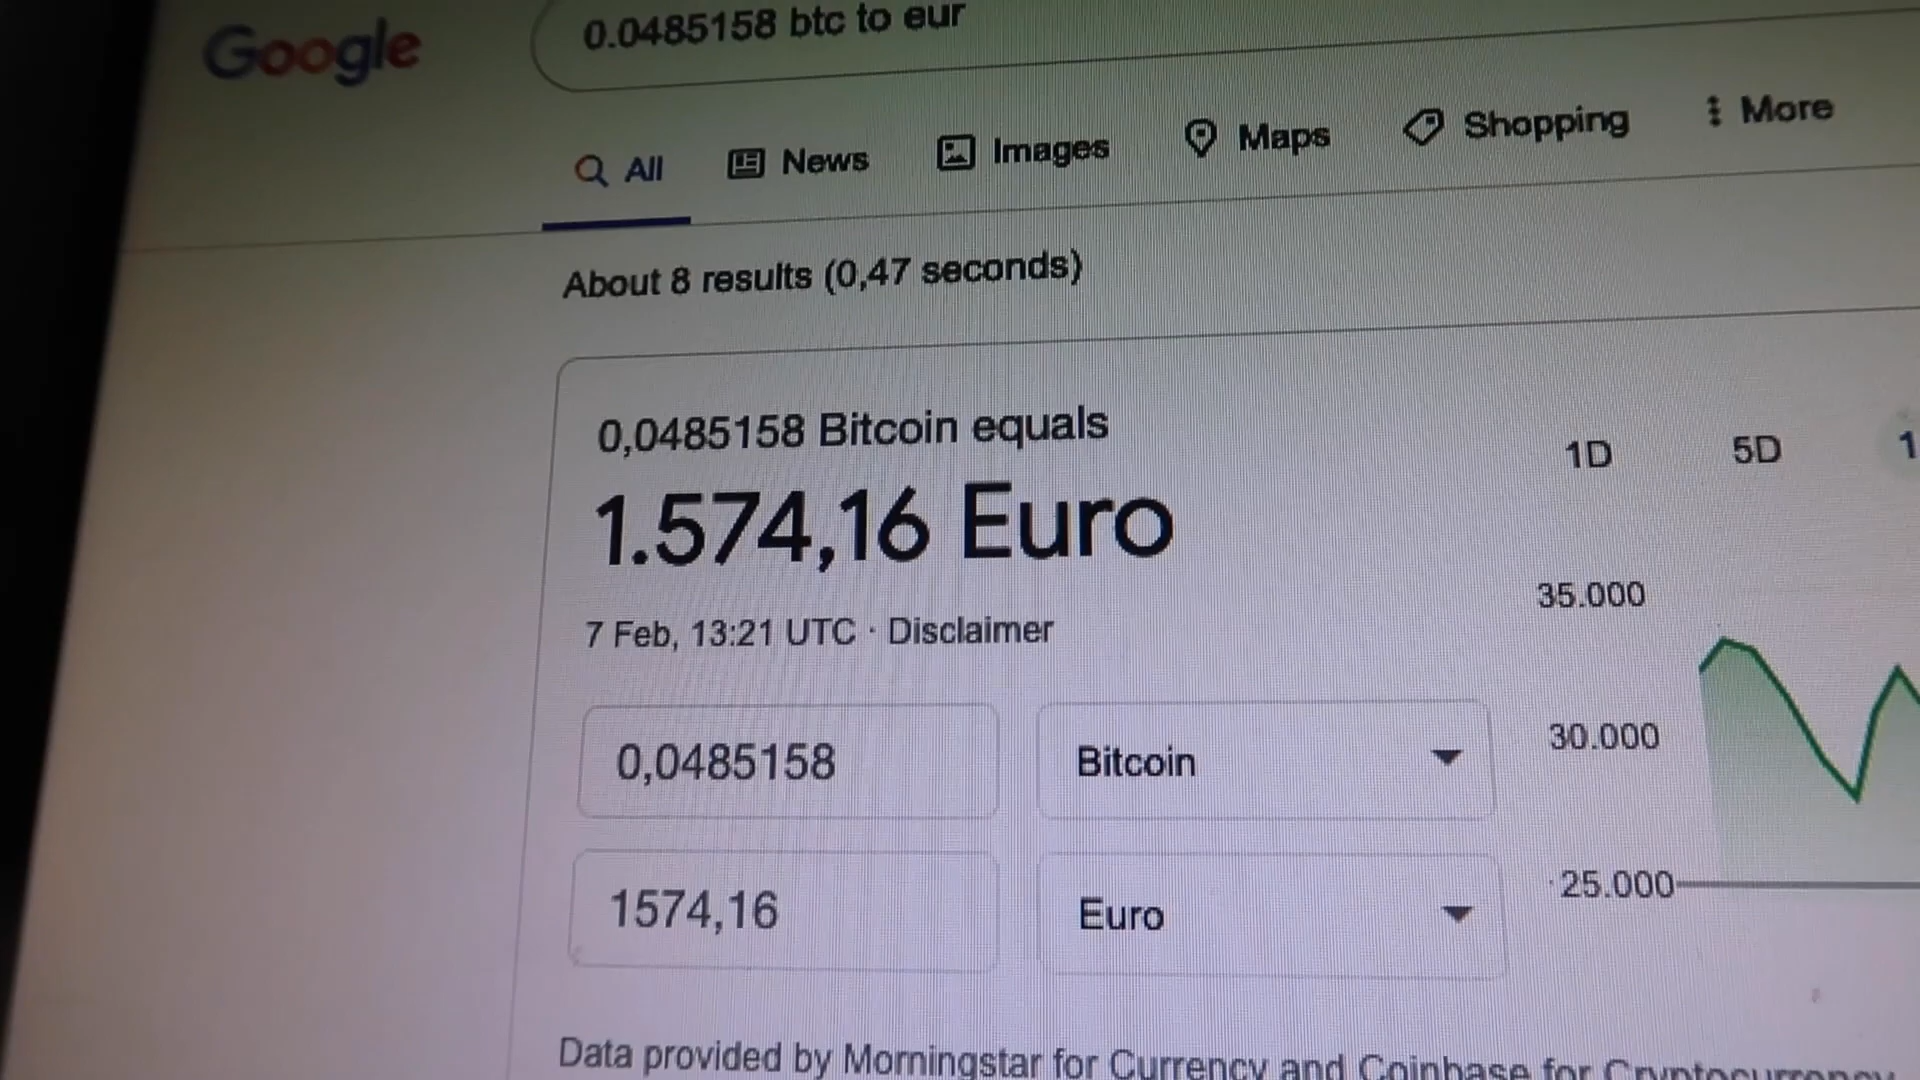 Google
0.0485158 btc to eur
All
News
Images
Maps
Shopping
More
About 8 results (0,47 seconds)
0,0485158 Bitcoin equals
1.574,16 Euro
7 Feb, 13:21 UTC · Disclaimer
0,0485158
Bitcoin
1574,16
Euro
1D
5D
1
35.000
30.000
25.000
Data provided by Morningstar for Currency and Coinbase for Cryptocurrency